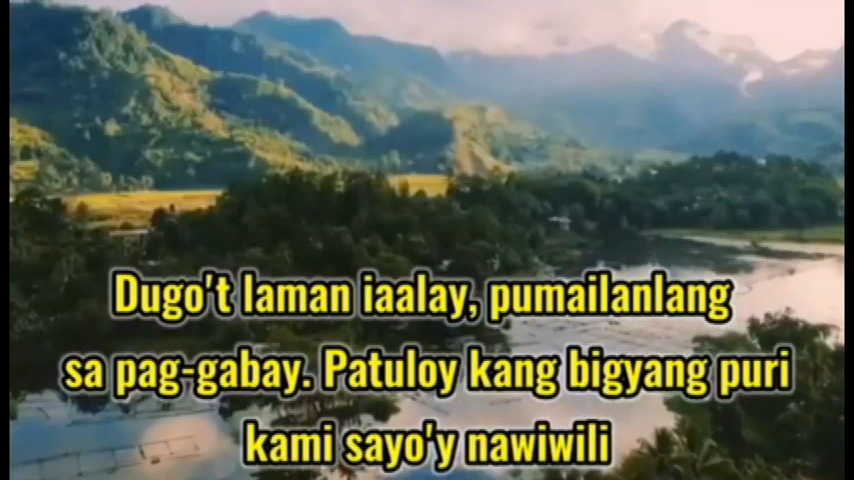 Dugo't laman iaalay, pumailanlang
sa pag-gabay. Patuloy kang bigyang puri
kami sayo'y nawiwili